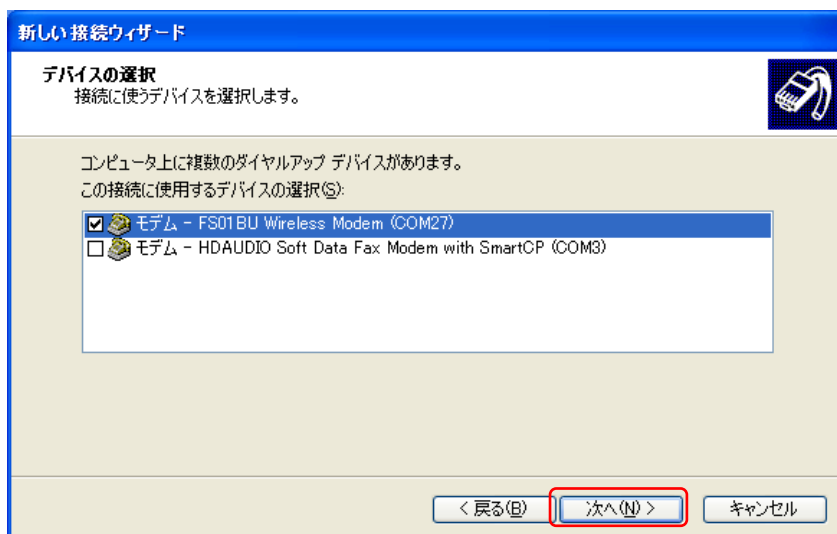 新しい接続ウィザード
デバイスの選択
接続に使うデバイスを選択します。
コンピュータ上に複数のダイヤルアップ デバイスがあります。
この接続に使用するデバイスの選択(S):
モデム - FS01BU Wireless Modem (COM27)
モデム - HDAUDIO Soft Data Fax Modem with SmartCP (COM3)
< 戻る(B) 次へ(N) > キャンセル